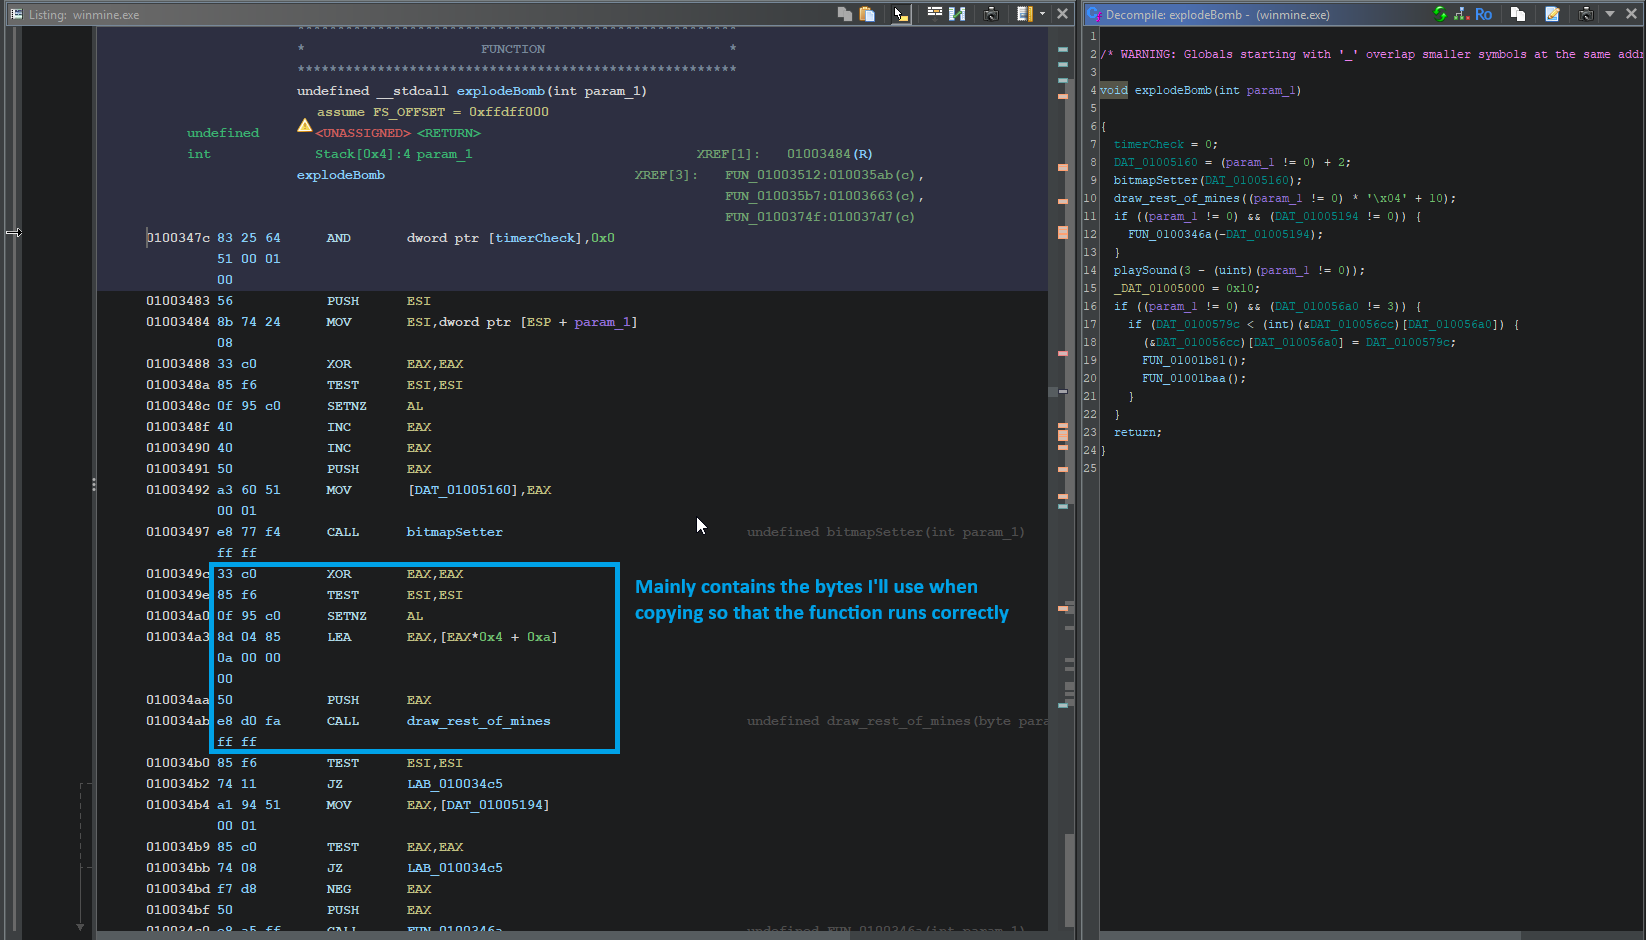 Listing: winmine.exe
*******************************************************
* FUNCTION *
*******************************************************
undefined __stdcall explodeBomb(int param_1)
assume FS_OFFSET = 0xffdff000
undefined <UNASSIGNED> <RETURN>
int Stack[0x4]:4 param_1 XREF[1]: 01003484(R)
explodeBomb XREF[3]: FUN_01003512:010035ab(c),
FUN_010035b7:01003663(c),
FUN_0100374f:010037d7(c)
0100347c 83 25 64 AND dword ptr [timerCheck],0x0
51 00 01
00
01003483 56 PUSH ESI
01003484 8b 74 24 MOV ESI,dword ptr [ESP + param_1]
08
01003488 33 c0 XOR EAX,EAX
0100348a 85 f6 TEST ESI,ESI
0100348c 0f 95 c0 SETNZ AL
0100348f 40 INC EAX
01003490 40 INC EAX
01003491 50 PUSH EAX
01003492 a3 60 51 MOV [DAT_01005160],EAX
00 01
01003497 e8 77 f4 CALL bitmapSetter undefined bitmapSetter(int param_1)
ff ff
0100349c 33 c0 XOR EAX,EAX
0100349e 85 f6 TEST ESI,ESI
010034a0 0f 95 c0 SETNZ AL
010034a3 8d 04 85 LEA EAX,[EAX*0x4 + 0xa]
0a 00 00
00
010034aa 50 PUSH EAX
010034ab e8 d0 fa CALL draw_rest_of_mines undefined draw_rest_of_mines(byte para
ff ff
Mainly contains the bytes I'll use when
copying so that the function runs correctly
010034b0 85 f6 TEST ESI,ESI
010034b2 74 11 JZ LAB_010034c5
010034b4 a1 94 51 MOV EAX,[DAT_01005194]
00 01
010034b9 85 c0 TEST EAX,EAX
010034bb 74 08 JZ LAB_010034c5
010034bd f7 d8 NEG EAX
010034bf 50 PUSH EAX
010034c0 e8 a5 ff CALL FUN_0100346a undefined FUN_0100346a(int param_1)
Decompile: explodeBomb - (winmine.exe)
Ro
1
2 /* WARNING: Globals starting with '_' overlap smaller symbols at the same addr
3
4 void explodeBomb(int param_1)
5
6 {
7 timerCheck = 0;
8 DAT_01005160 = (param_1 != 0) + 2;
9 bitmapSetter(DAT_01005160);
10 draw_rest_of_mines((param_1 != 0) * '\x04' + 10);
11 if ((param_1 != 0) && (DAT_01005194 != 0)) {
12 FUN_0100346a(-DAT_01005194);
13 }
14 playSound(3 - (uint)(param_1 != 0));
15 _DAT_01005000 = 0x10;
16 if ((param_1 != 0) && (DAT_010056a0 != 3)) {
17 if (DAT_0100579c < (int)(&DAT_010056cc)[DAT_010056a0]) {
18 (&DAT_010056cc)[DAT_010056a0] = DAT_0100579c;
19 FUN_01001b81();
20 FUN_01001baa();
21 }
22 }
23 return;
24 }
25